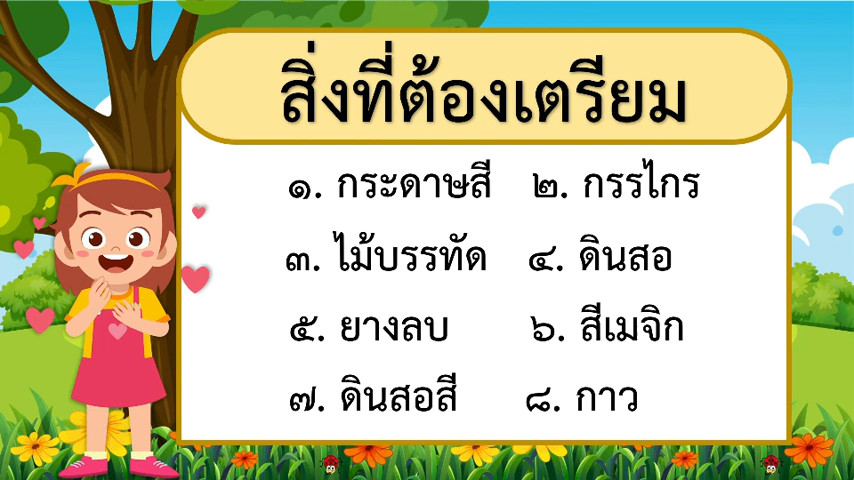 สิ่งที่ต้องเตรียม
๑. กระดาษสี ๒. กรรไกร
๓. ไม้บรรทัด ๔. ดินสอ
๕. ยางลบ ๖. สีเมจิก
๗. ดินสอสี ๘. กาว